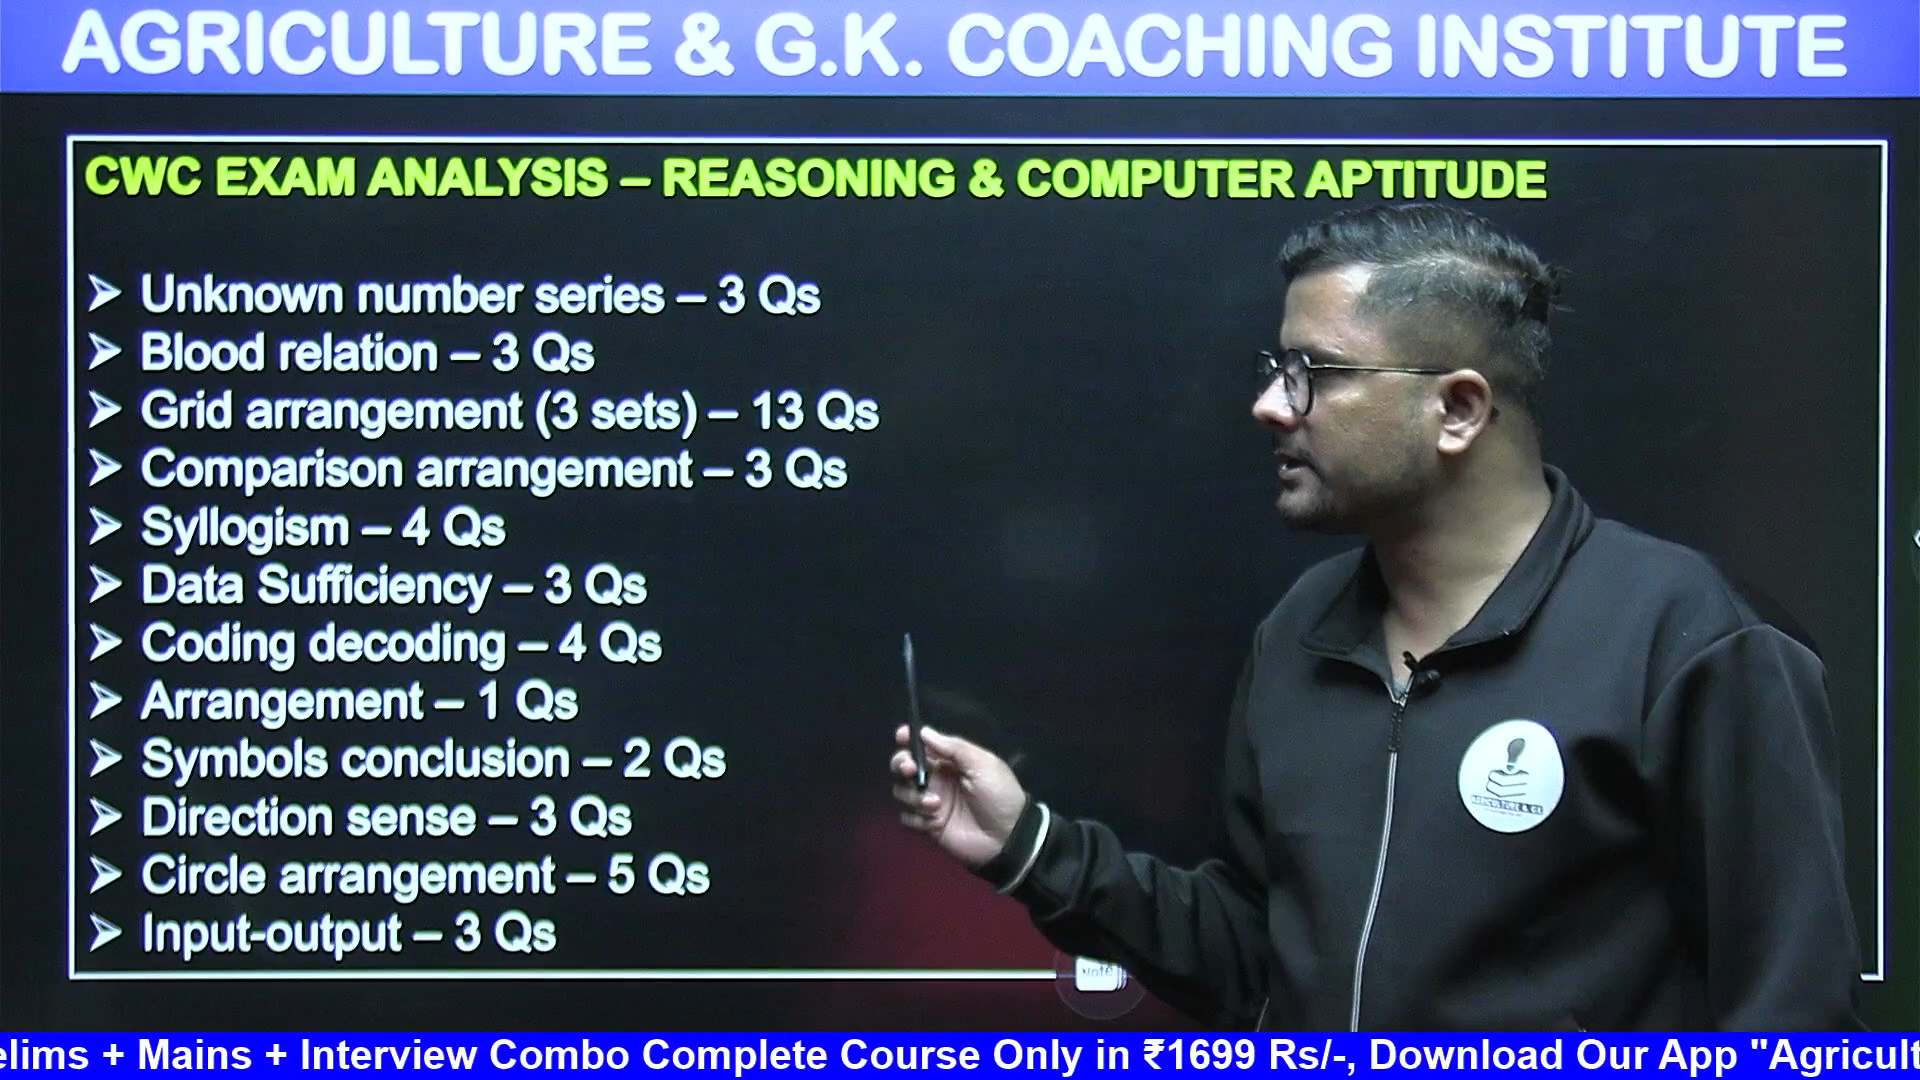 AGRICULTURE & G.K. COACHING INSTITUTE
CWC EXAM ANALYSIS – REASONING & COMPUTER APTITUDE
➢ Unknown number series – 3 Qs
➢ Blood relation – 3 Qs
➢ Grid arrangement (3 sets) – 13 Qs
➢ Comparison arrangement – 3 Qs
➢ Syllogism – 4 Qs
➢ Data Sufficiency – 3 Qs
➢ Coding decoding – 4 Qs
➢ Arrangement – 1 Qs
➢ Symbols conclusion – 2 Qs
➢ Direction sense – 3 Qs
➢ Circle arrangement – 5 Qs
➢ Input-output – 3 Qs
Note
AGRICULTURE & GK
elims + Mains + Interview Combo Complete Course Only in ₹1699 Rs/-, Download Our App "Agricult